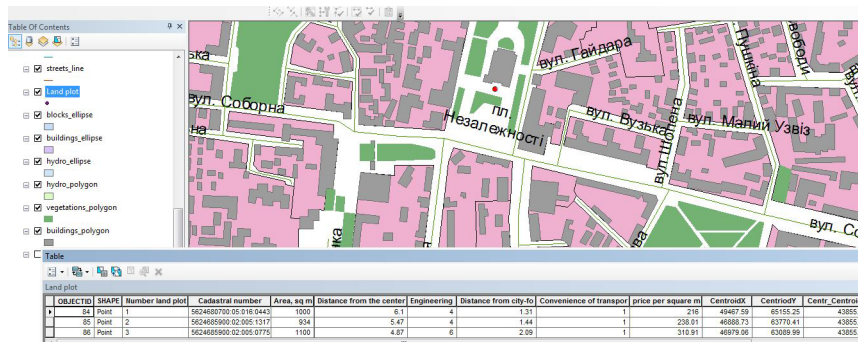 Table Of Contents
streets_line
Land plot
blocks_ellipse
buildings_ellipse
hydro_ellipse
hydro_polygon
vegetations_polygon
buildings_polygon
ська
вул. Соборна
на
пл.
Незалежності
вул. Гайдара
вул. Вузька
вул.Шопена
вул. Малий Узвіз
Пушкіна
вободи
вул. Со
ва
нка
Table
Land plot
OBJECTID SHAPE Number land plot Cadastral number Area, sq m Distance from the center Engineering Distance from city-fo Convenience of transpor price per square m CentroidX CentroidY Centr_Centroi
84 Point 1 5624680700:05:016:0443 1000 6.1 4 1.31 1 216 49467.59 65155.25 43855.
85 Point 2 5624685900:02:005:1317 934 5.47 4 1.44 1 238.01 46888.73 63770.41 43855.
86 Point 3 5624685900:02:005:0775 1100 4.87 6 2.09 1 310.91 46979.06 63089.99 43855.